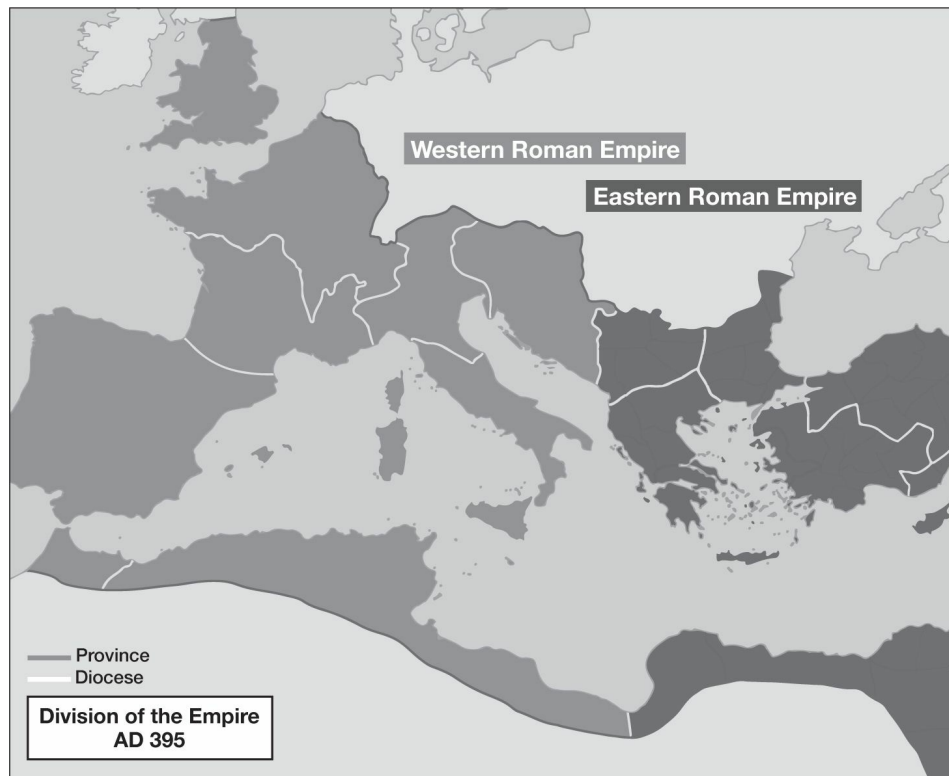 Western Roman Empire
Eastern Roman Empire
Province
Diocese
Division of the Empire
AD 395